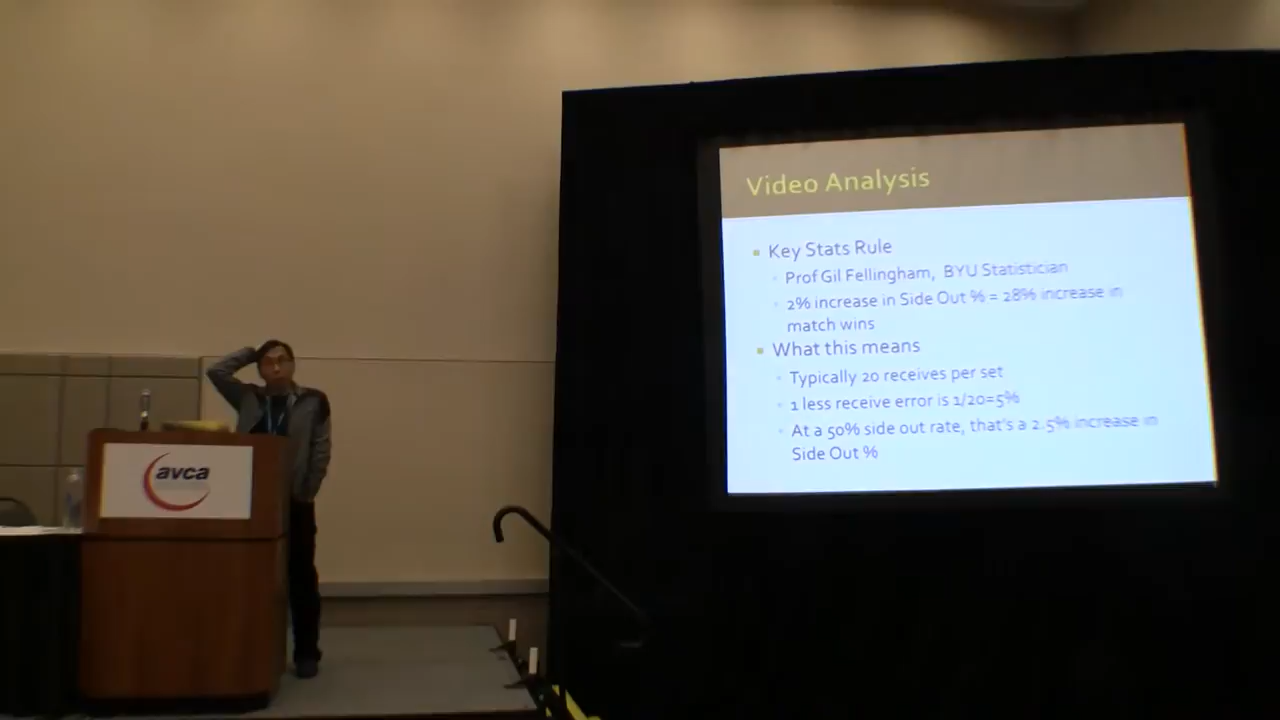 Video Analysis
Key Stats Rule
Prof Gil Fellingham, BYU Statistician
2% increase in Side Out % = 28% increase in
match wins
What this means
Typically 20 receives per set
1 less receive error is 1/20=5%
At a 50% side out rate, that's a 2.5% increase in
Side Out %
avca